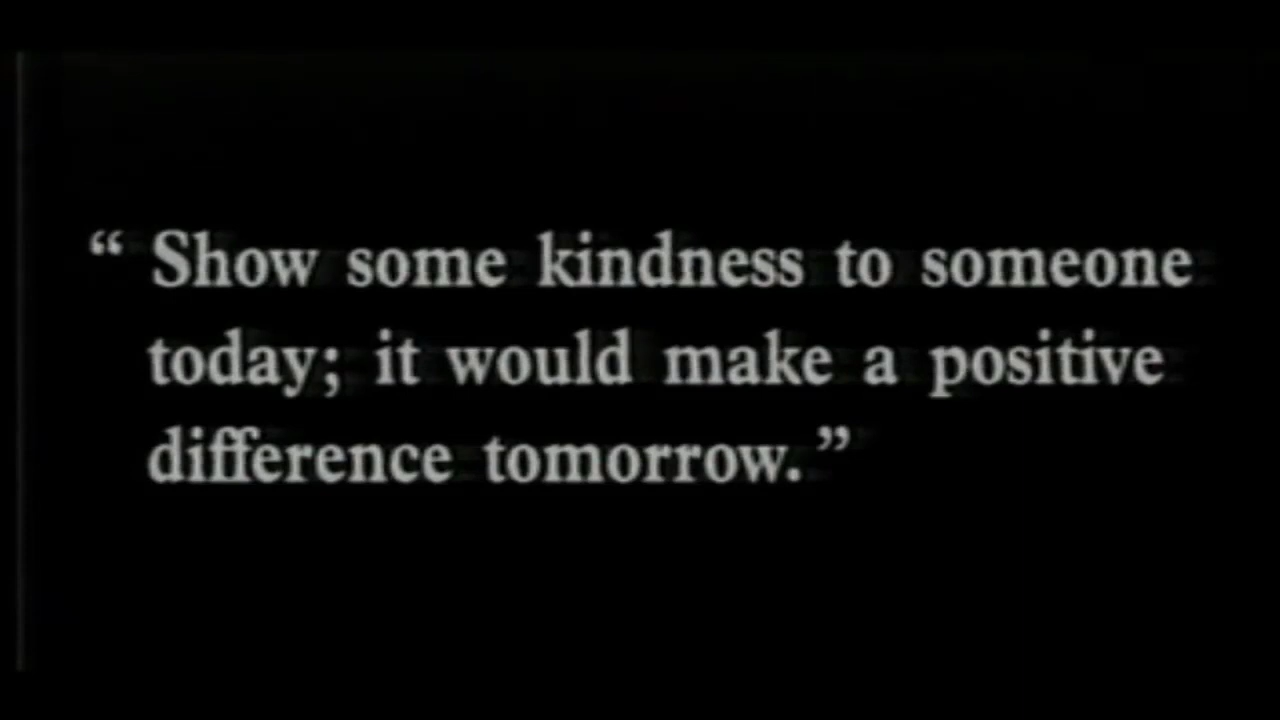 “ Show some kindness to someone
today; it would make a positive
difference tomorrow.”